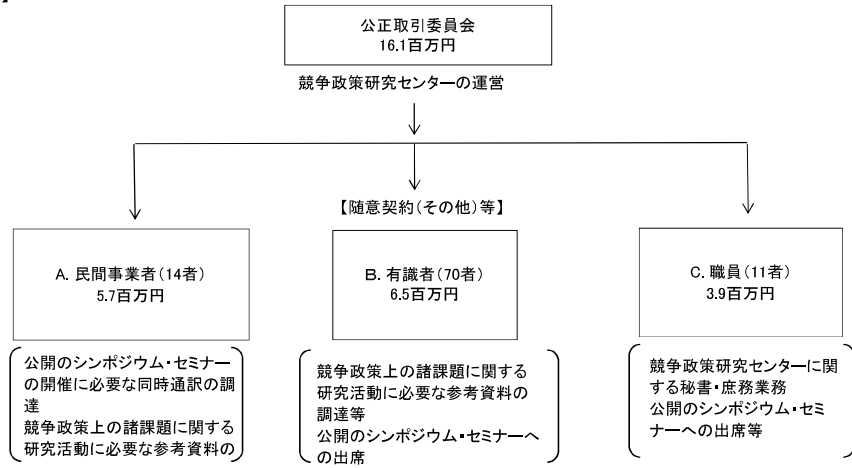 公正取引委員会
16.1百万円
競争政策研究センターの運営
【随意契約(その他)等】
A. 民間事業者(14者)
5.7百万円
B. 有識者(70者)
6.5百万円
C. 職員(11者)
3.9百万円
公開のシンポジウム・セミナー
の開催に必要な同時通訳の調
達
競争政策上の諸課題に関する
研究活動に必要な参考資料の
競争政策上の諸課題に関する
研究活動に必要な参考資料の
調達等
公開のシンポジウム・セミナーへ
の出席
競争政策研究センターに関
する秘書・庶務業務
公開のシンポジウム・セミ
ナーへの出席等